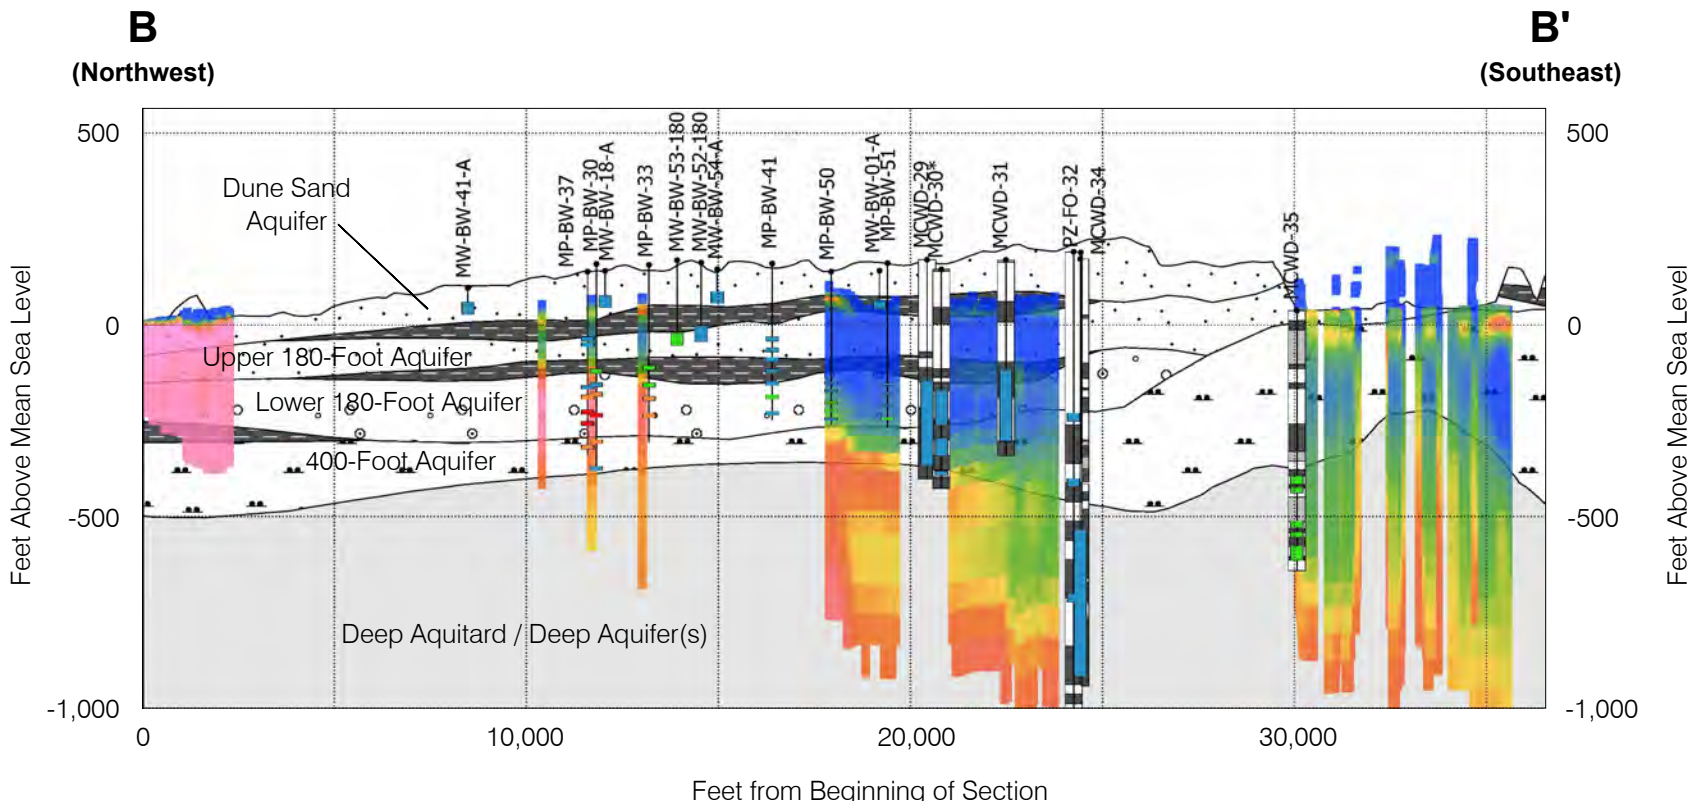 B
B'
(Northwest)
(Southeast)
500
500
Dune Sand
Aquifer
MW-BW-41-A
MP-BW-37
MP-BW-30
MW-BW-18-A
MP-BW-33
MW-BW-53-180
MW-BW-52-180
MW-BW-54-A
MP-BW-41
MP-BW-50
MW-BW-01-A
MP-BW-51
MCWD-29
MCWD-30*
MCWD-31
PZ-FO-32
MCWD-34
MCWD-35
0
0
Upper 180-Foot Aquifer
Lower 180-Foot Aquifer
400-Foot Aquifer
-500
-500
Deep Aquitard / Deep Aquifer(s)
-1,000
-1,000
0
10,000
20,000
30,000
Feet from Beginning of Section
Feet Above Mean Sea Level
Feet Above Mean Sea Level